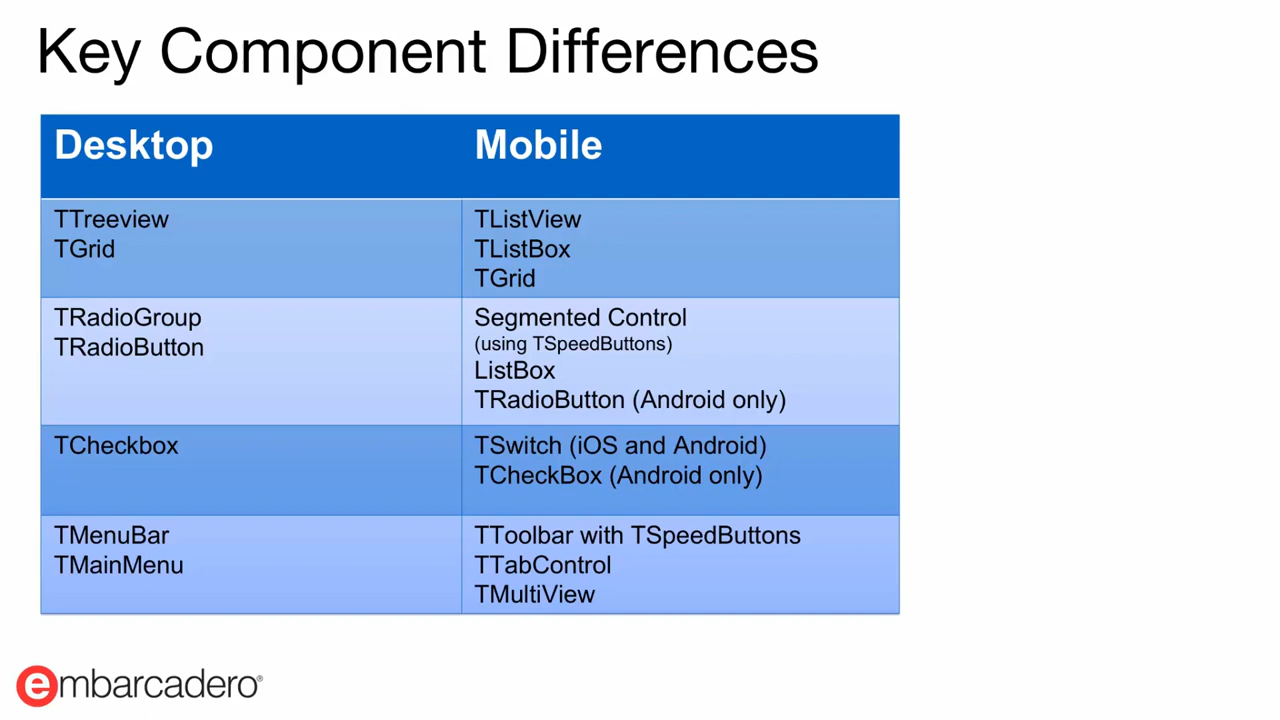 Key Component Differences
Desktop
Mobile
TTreeview
TGrid
TListView
TListBox
TGrid
TRadioGroup
TRadioButton
Segmented Control
(using TSpeedButtons)
ListBox
TRadioButton (Android only)
TCheckbox
TSwitch (iOS and Android)
TCheckBox (Android only)
TMenuBar
TMainMenu
TToolbar with TSpeedButtons
TTabControl
TMultiView
embarcadero®